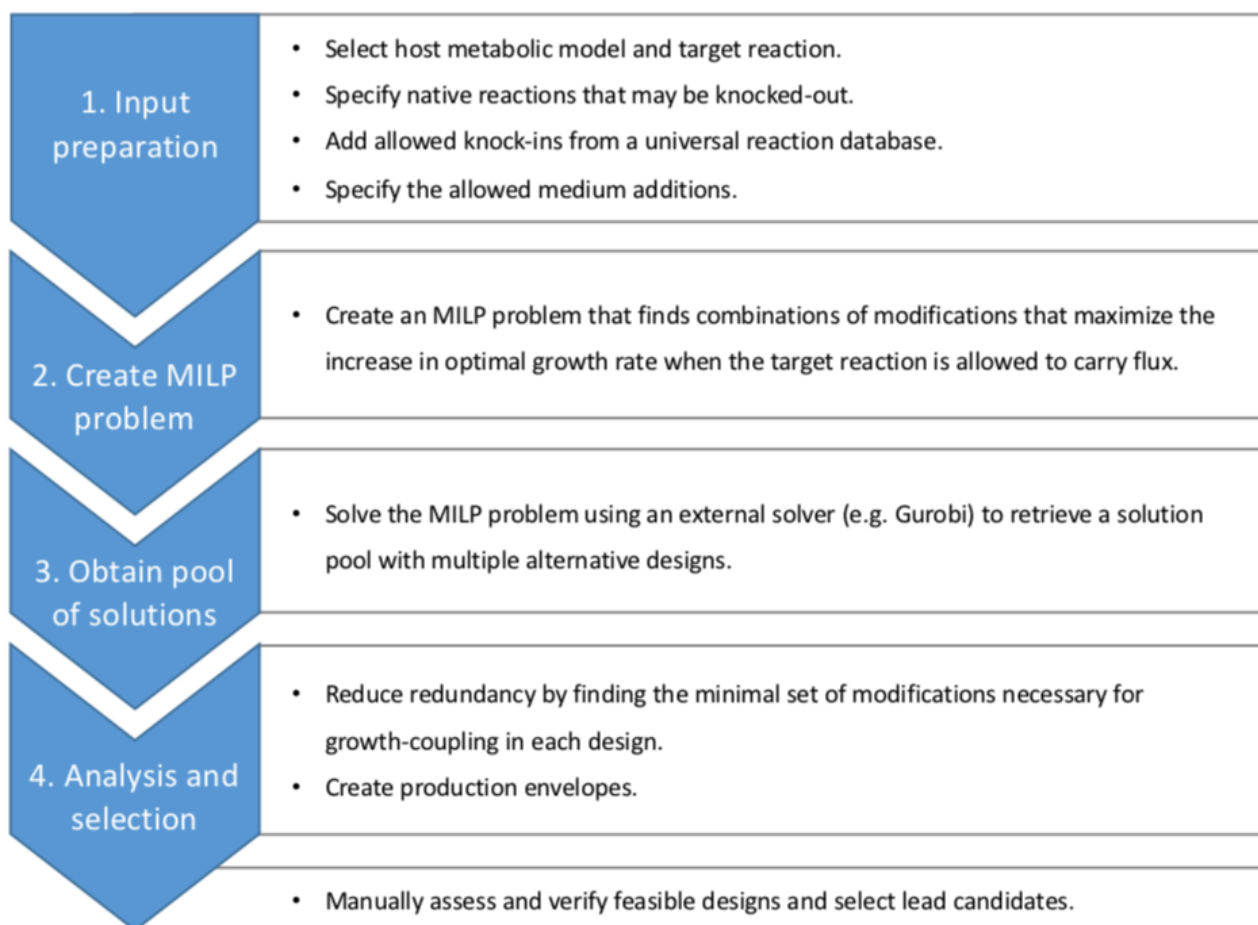 1. Input
preparation
• Select host metabolic model and target reaction.
• Specify native reactions that may be knocked-out.
• Add allowed knock-ins from a universal reaction database.
• Specify the allowed medium additions.
2. Create MILP
problem
• Create an MILP problem that finds combinations of modifications that maximize the
increase in optimal growth rate when the target reaction is allowed to carry flux.
3. Obtain pool
of solutions
• Solve the MILP problem using an external solver (e.g. Gurobi) to retrieve a solution
pool with multiple alternative designs.
4. Analysis and
selection
• Reduce redundancy by finding the minimal set of modifications necessary for
growth-coupling in each design.
• Create production envelopes.
• Manually assess and verify feasible designs and select lead candidates.